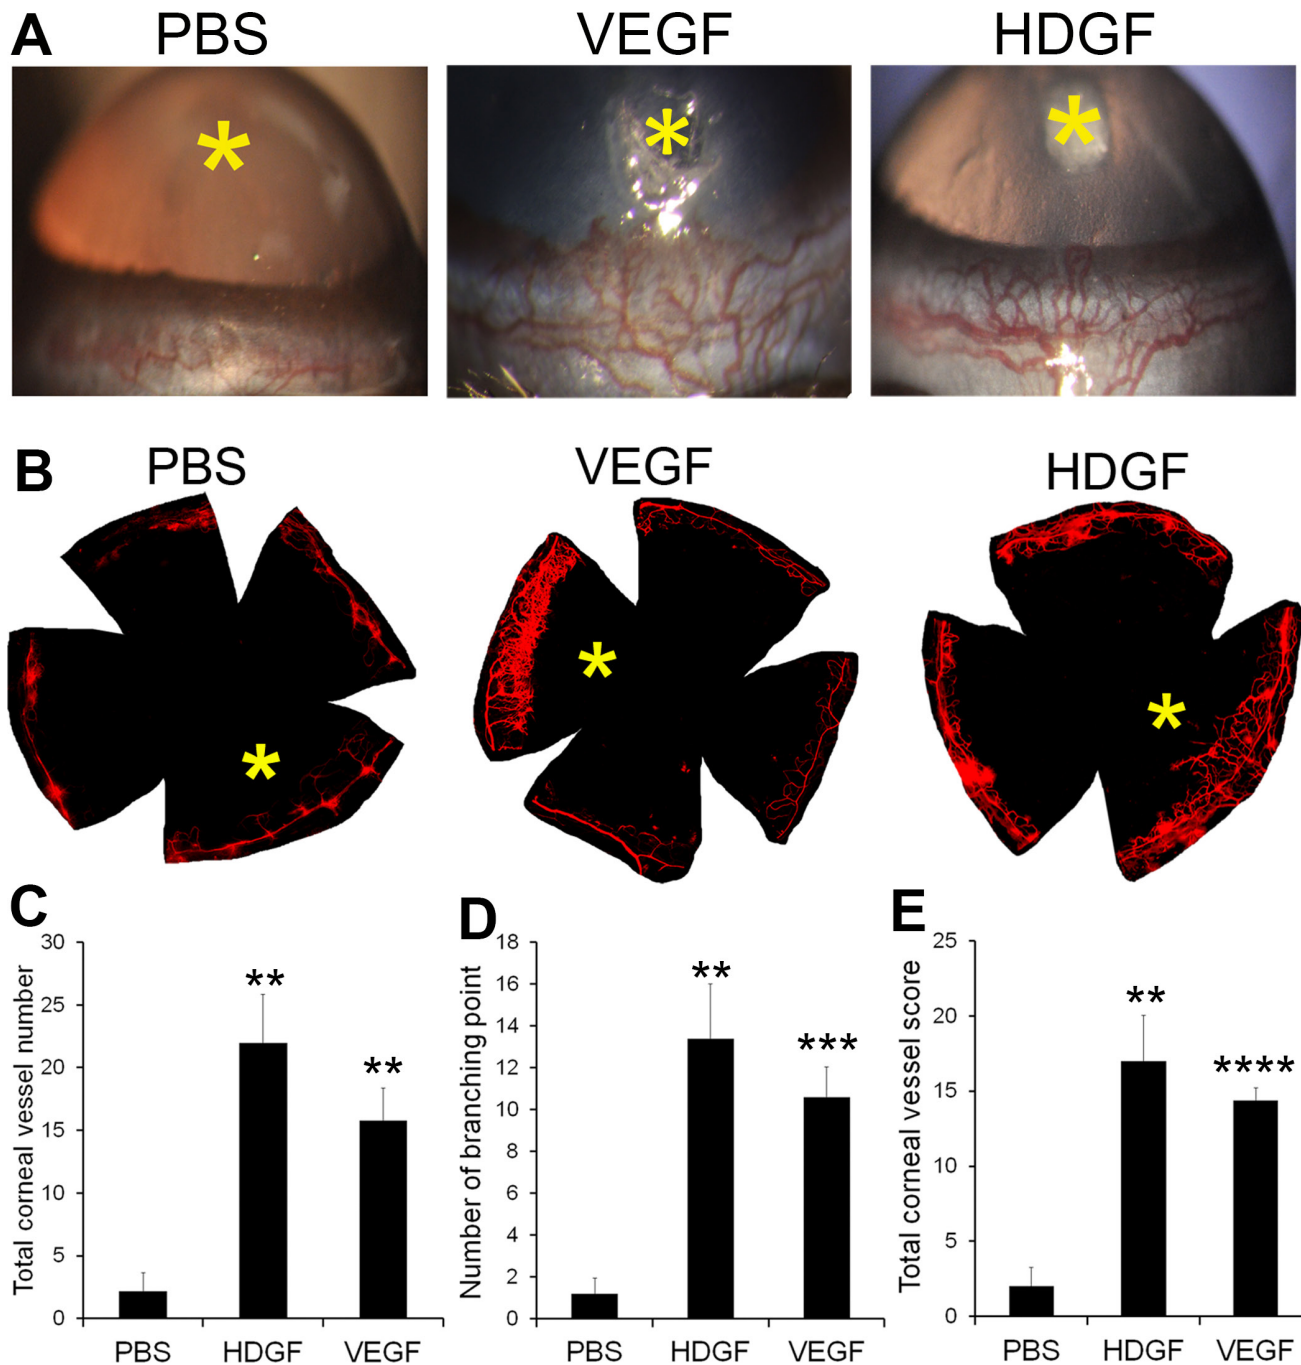 A
PBS
VEGF
HDGF
*
*
*
B
PBS
VEGF
HDGF
*
*
*
C
Total corneal vessel number
30
25
20
15
10
5
0
**
**
PBS
HDGF
VEGF
D
Number of branching point
18
16
14
12
10
8
6
4
2
0
**
***
PBS
HDGF
VEGF
E
Total corneal vessel score
25
20
15
10
5
0
**
****
PBS
HDGF
VEGF